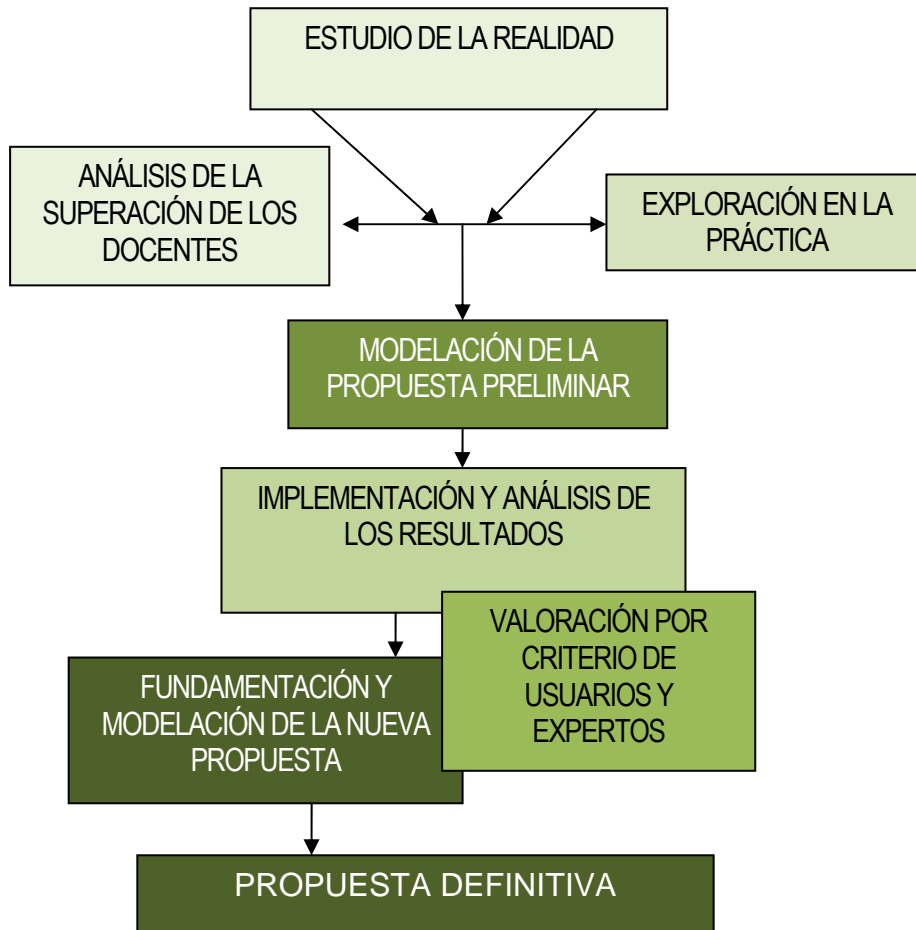 ESTUDIO DE LA REALIDAD
ANÁLISIS DE LA
SUPERACIÓN DE LOS
DOCENTES
EXPLORACIÓN EN LA
PRÁCTICA
MODELACIÓN DE LA
PROPUESTA PRELIMINAR
IMPLEMENTACIÓN Y ANÁLISIS DE
LOS RESULTADOS
VALORACIÓN POR
CRITERIO DE
USUARIOS Y
EXPERTOS
FUNDAMENTACIÓN Y
MODELACIÓN DE LA NUEVA
PROPUESTA
PROPUESTA DEFINITIVA